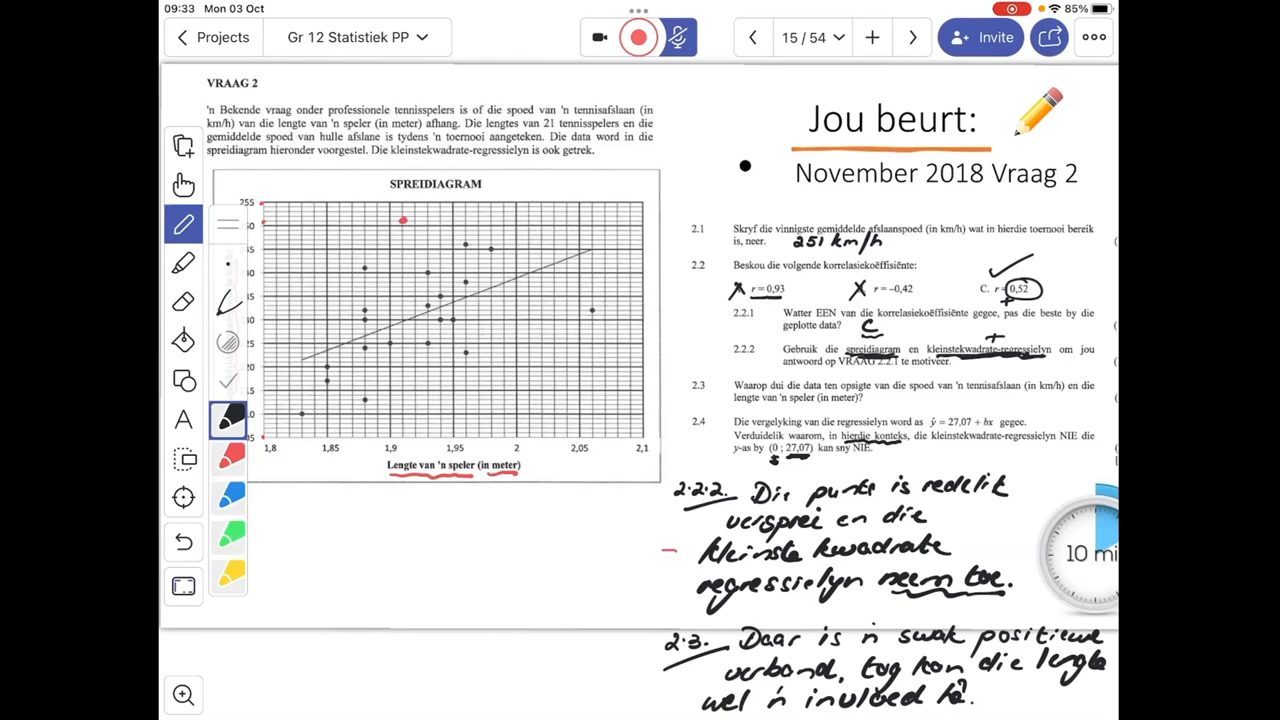 09:33 Mon 03 Oct
85%
Projects
Gr 12 Statistiek PP
15 / 54
Invite
VRAAG 2
'n Bekende vraag onder professionele tennisspelers is of die spoed van 'n tennisafslaan (in
km/h) van die lengte van 'n speler (in meter) afhang. Die lengtes van 21 tennisspelers en die
gemiddelde spoed van hulle afslane is tydens 'n toernooi aangeteken. Die data word in die
spreidiagram hieronder voorgestel. Die kleinstekwadrate-regressielyn is ook getrek.
SPREIDIAGRAM
255
50
45
40
35
30
25
20
15
10
05
1,8 1,85 1,9 1,95 2 2,05 2,1
Lengte van 'n speler (in meter)
Jou beurt:
• November 2018 Vraag 2
2.1 Skryf die vinnigste gemiddelde afslaanspoed (in km/h) wat in hierdie toernooi bereik
is, neer. 251 km/h
2.2 Beskou die volgende korrelasiekoëffisiënte:
r = 0,93 r = –0,42 C. r = 0,52
+
2.2.1 Watter EEN van die korrelasiekoëffisiënte gegee, pas die beste by die
geplotte data? C
+
2.2.2 Gebruik die spreidiagram en kleinstekwadrate-regressielyn om jou
antwoord op VRAAG 2.2.1 te motiveer.
2.3 Waarop dui die data ten opsigte van die spoed van 'n tennisafslaan (in km/h) en die
lengte van 'n speler (in meter)?
2.4 Die vergelyking van die regressielyn word as ŷ = 27,07 + bx gegee.
Verduidelik waarom, in hierdie konteks, die kleinstekwadrate-regressielyn NIE die
y-as by (0 ; 27,07) kan sny NIE.
2.2.2. Die punte is redelik
versprei en die
kleinste kwadrate
regressielyn neem toe.
10 mi
2.3. Daar is 'n swak positiewe
verband, tog kan die lengte
wel 'n invloed hê.